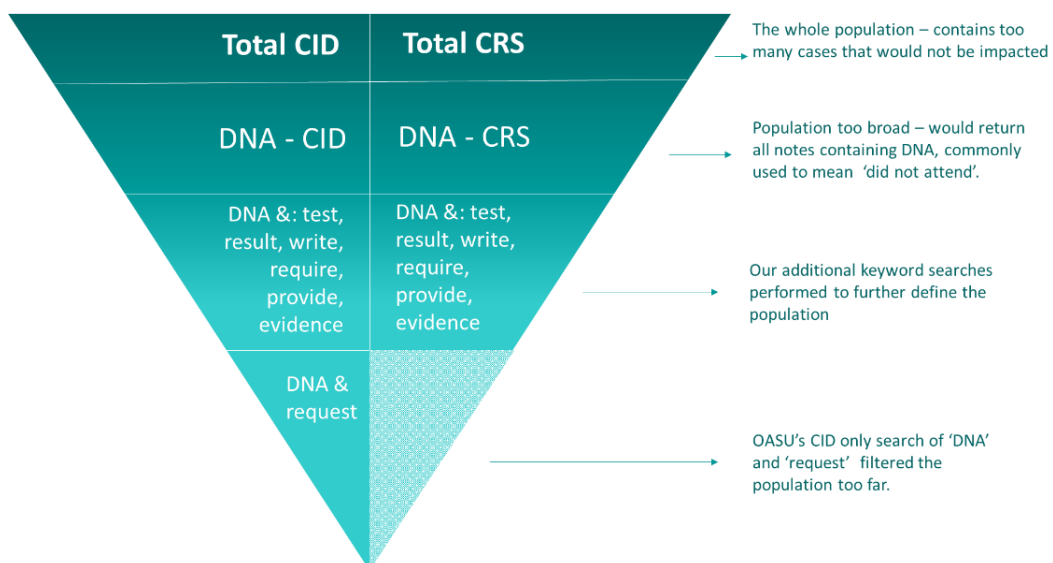 Total CID
Total CRS
The whole population – contains too
many cases that would not be impacted
DNA - CID
DNA - CRS
Population too broad – would return
all notes containing DNA, commonly
used to mean ‘did not attend’.
DNA &: test,
result, write,
require,
provide,
evidence
DNA &: test,
result, write,
require,
provide,
evidence
Our additional keyword searches
performed to further define the
population
DNA &
request
OASU’s CID only search of ‘DNA’
and ‘request’ filtered the
population too far.